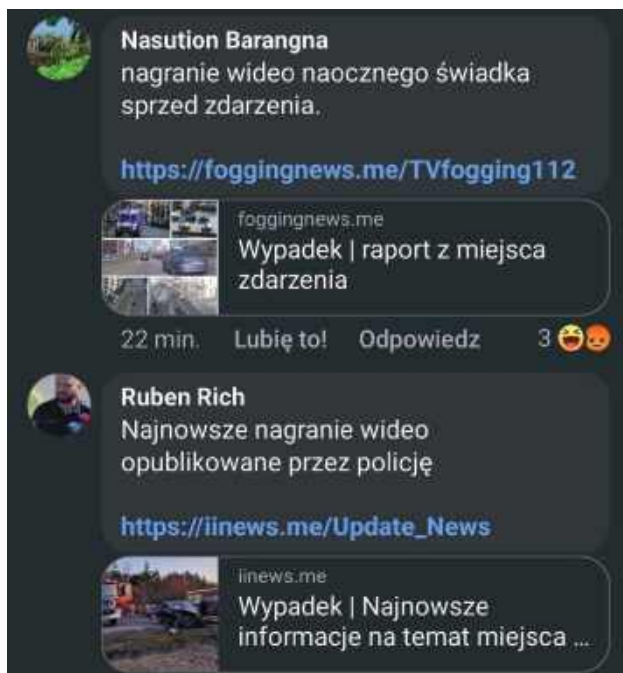 Nasution Barangna
nagranie wideo naocznego świadka
sprzed zdarzenia.
https://foggingnews.me/TVfogging112
foggingnews.me
Wypadek | raport z miejsca
zdarzenia
22 min. Lubię to! Odpowiedz 3
Ruben Rich
Najnowsze nagranie wideo
opublikowane przez policję
https://iinews.me/Update_News
iinews.me
Wypadek | Najnowsze
informacje na temat miejsca ...